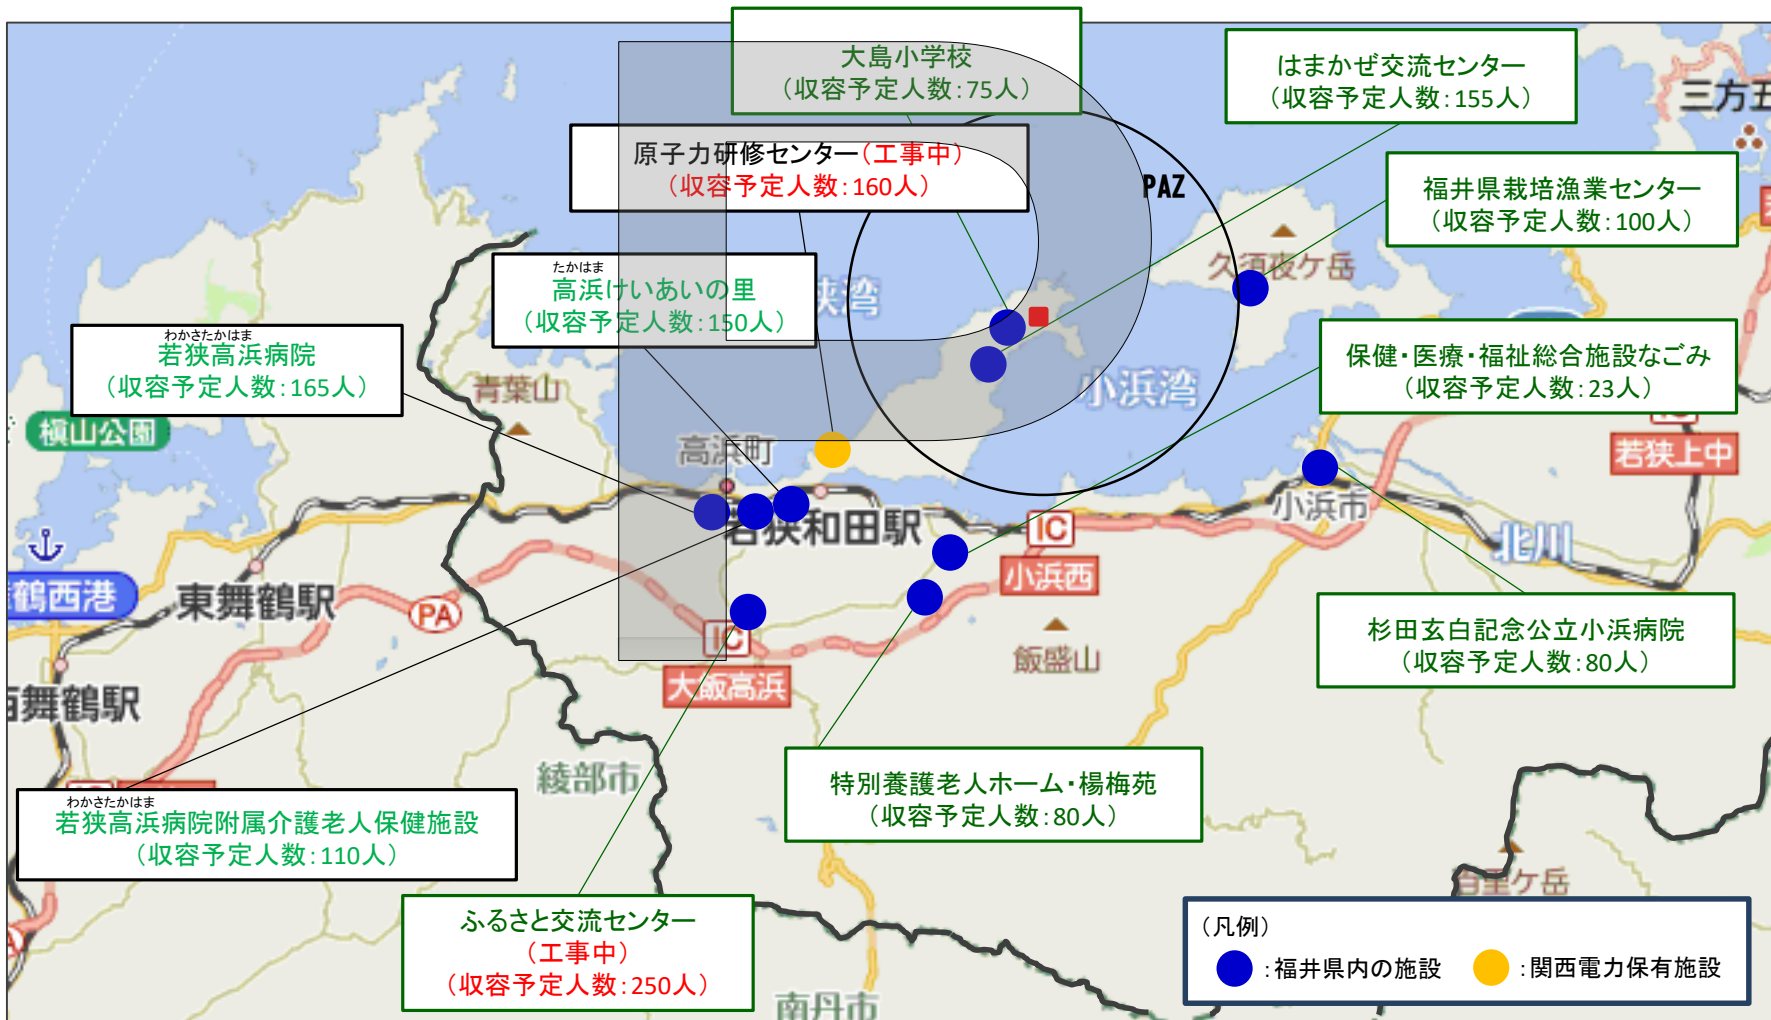 大島小学校
（収容予定人数：75人）
はまかぜ交流センター
（収容予定人数：155人）
原子力研修センター（工事中）
（収容予定人数：160人）
PAZ
福井県栽培漁業センター
（収容予定人数：100人）
たかはま
高浜けいあいの里
（収容予定人数：150人）
わかさたかはま
若狭高浜病院
（収容予定人数：165人）
保健・医療・福祉総合施設なごみ
（収容予定人数：23人）
杉田玄白記念公立小浜病院
（収容予定人数：80人）
特別養護老人ホーム・楊梅苑
（収容予定人数：80人）
わかさたかはま
若狭高浜病院附属介護老人保健施設
（収容予定人数：110人）
ふるさと交流センター
（工事中）
（収容予定人数：250人）
（凡例）
：福井県内の施設
：関西電力保有施設
三方五
久須夜ケ岳
狭湾
小浜湾
青葉山
槇山公園
高浜町
若狭和田駅
小浜市
若狭上中
北川
IC
小浜西
飯盛山
鶴西港
東舞鶴駅
PA
IC
大飯高浜
西舞鶴駅
綾部市
百里ケ岳
南丹市